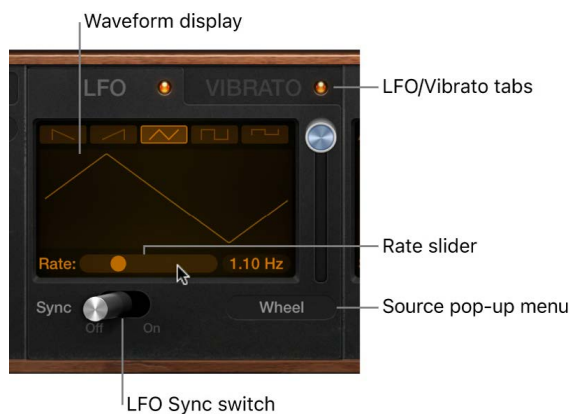 Waveform display
LFO
VIBRATO
LFO/Vibrato tabs
Rate:
1.10 Hz
Rate slider
Sync
Off
On
Wheel
Source pop-up menu
LFO Sync switch